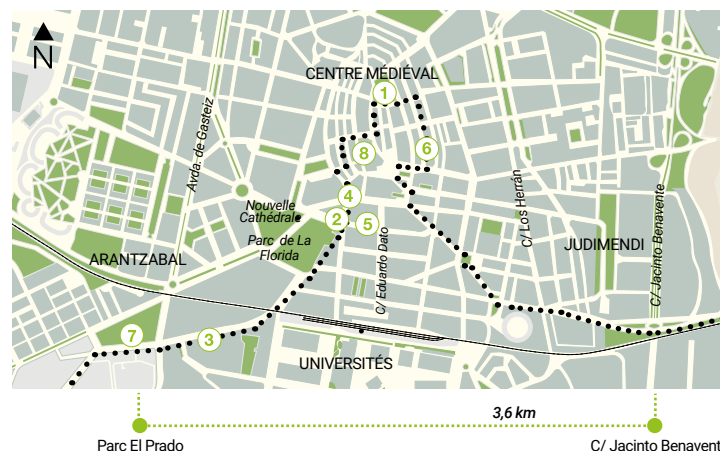 N
CENTRE MÉDIÉVAL
1
6
8
Avda. de Gasteiz
C/ Los Herrán
4
Nouvelle
Cathédrale
2
5
Parc de La
Florida
C/ Eduardo Dato
JUDIMENDI
C/ Jacinto Benavente
ARANTZABAL
7
3
UNIVERSITÉS
3,6 km
Parc El Prado
C/ Jacinto Benavent